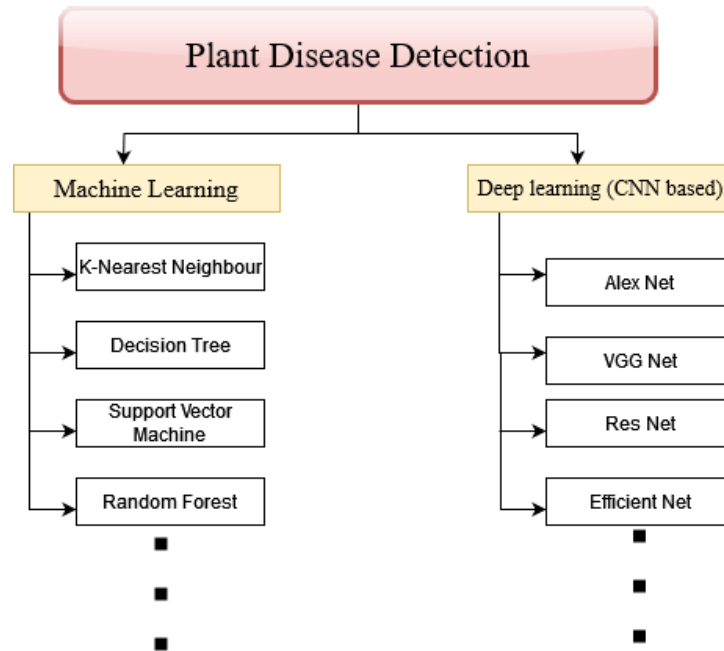 Plant Disease Detection
Machine Learning
Deep learning (CNN based)
K-Nearest Neighbour
Decision Tree
Support Vector
Machine
Random Forest
Alex Net
VGG Net
Res Net
Efficient Net